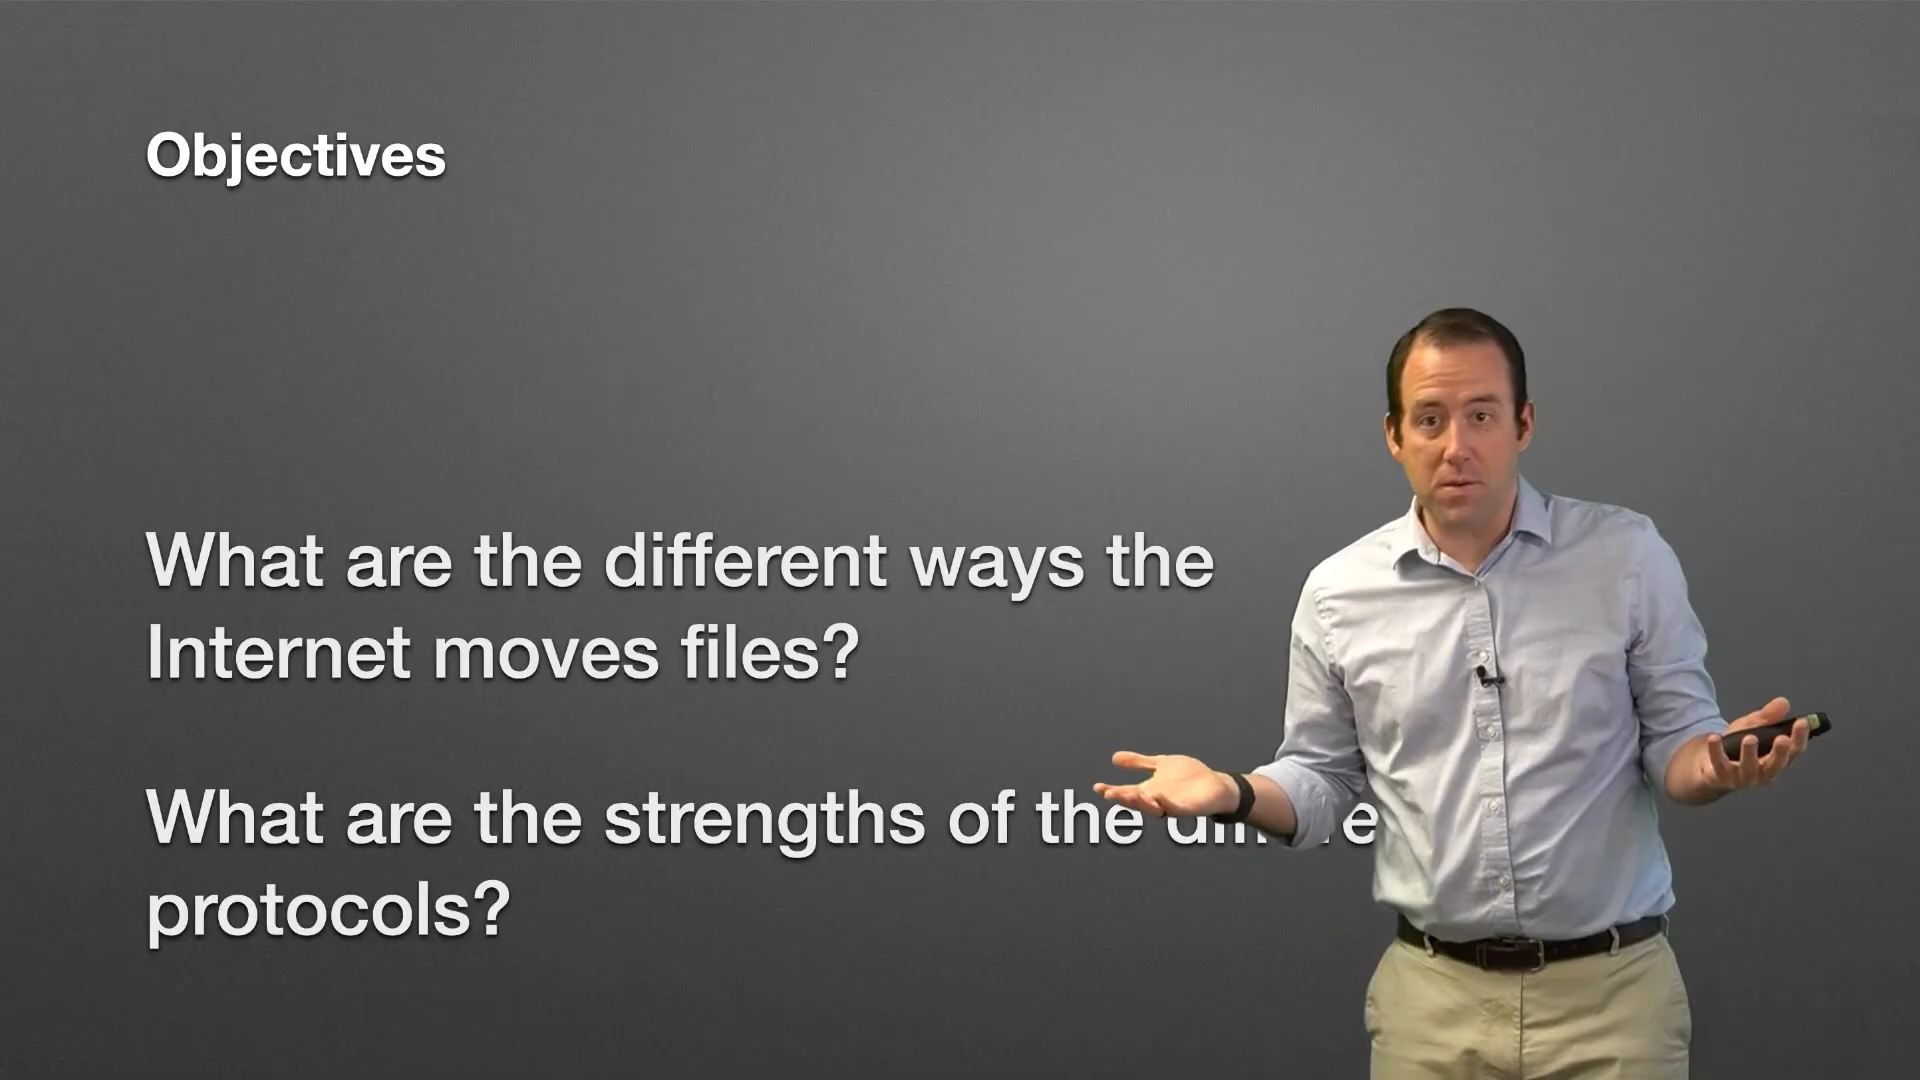 Objectives
What are the different ways the
Internet moves files?
What are the strengths of the
protocols?